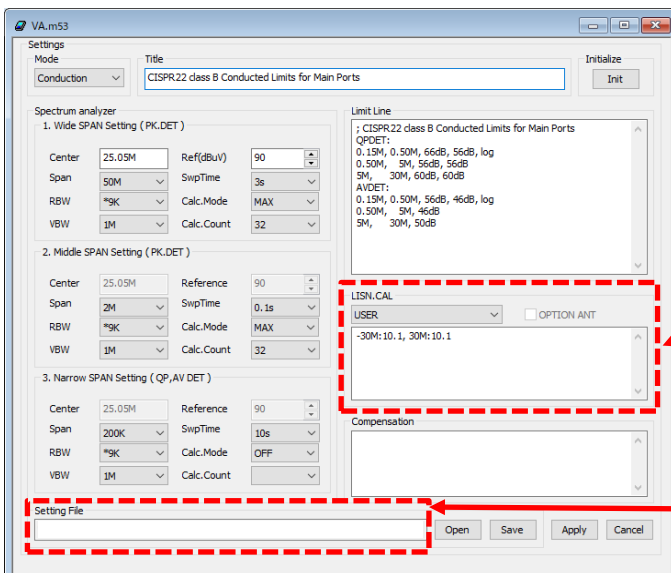 VA.m53
Settings
Mode
Conduction
Title
CISPR22 class B Conducted Limits for Main Ports
Initialize
Init
Spectrum analyzer
1. Wide SPAN Setting ( PK.DET )
Center 25.05M Ref(dBuV) 90
Span 50M SwpTime 3s
RBW *9K Calc.Mode MAX
VBW 1M Calc.Count 32
2. Middle SPAN Setting ( PK.DET )
Center 25.05M Reference 90
Span 2M SwpTime 0.1s
RBW *9K Calc.Mode MAX
VBW 1M Calc.Count 32
3. Narrow SPAN Setting ( QP,AV DET )
Center 25.05M Reference 90
Span 200K SwpTime 10s
RBW *9K Calc.Mode OFF
VBW 1M Calc.Count
Limit Line
; CISPR22 class B Conducted Limits for Main Ports
QPDET:
0.15M, 0.50M, 66dB, 56dB, log
0.50M, 5M, 56dB, 56dB
5M, 30M, 60dB, 60dB
AVDET:
0.15M, 0.50M, 56dB, 46dB, log
0.50M, 5M, 46dB
5M, 30M, 50dB
LISN.CAL
USER OPTION ANT
-30M:10.1, 30M:10.1
Compensation
Setting File
Open Save Apply Cancel